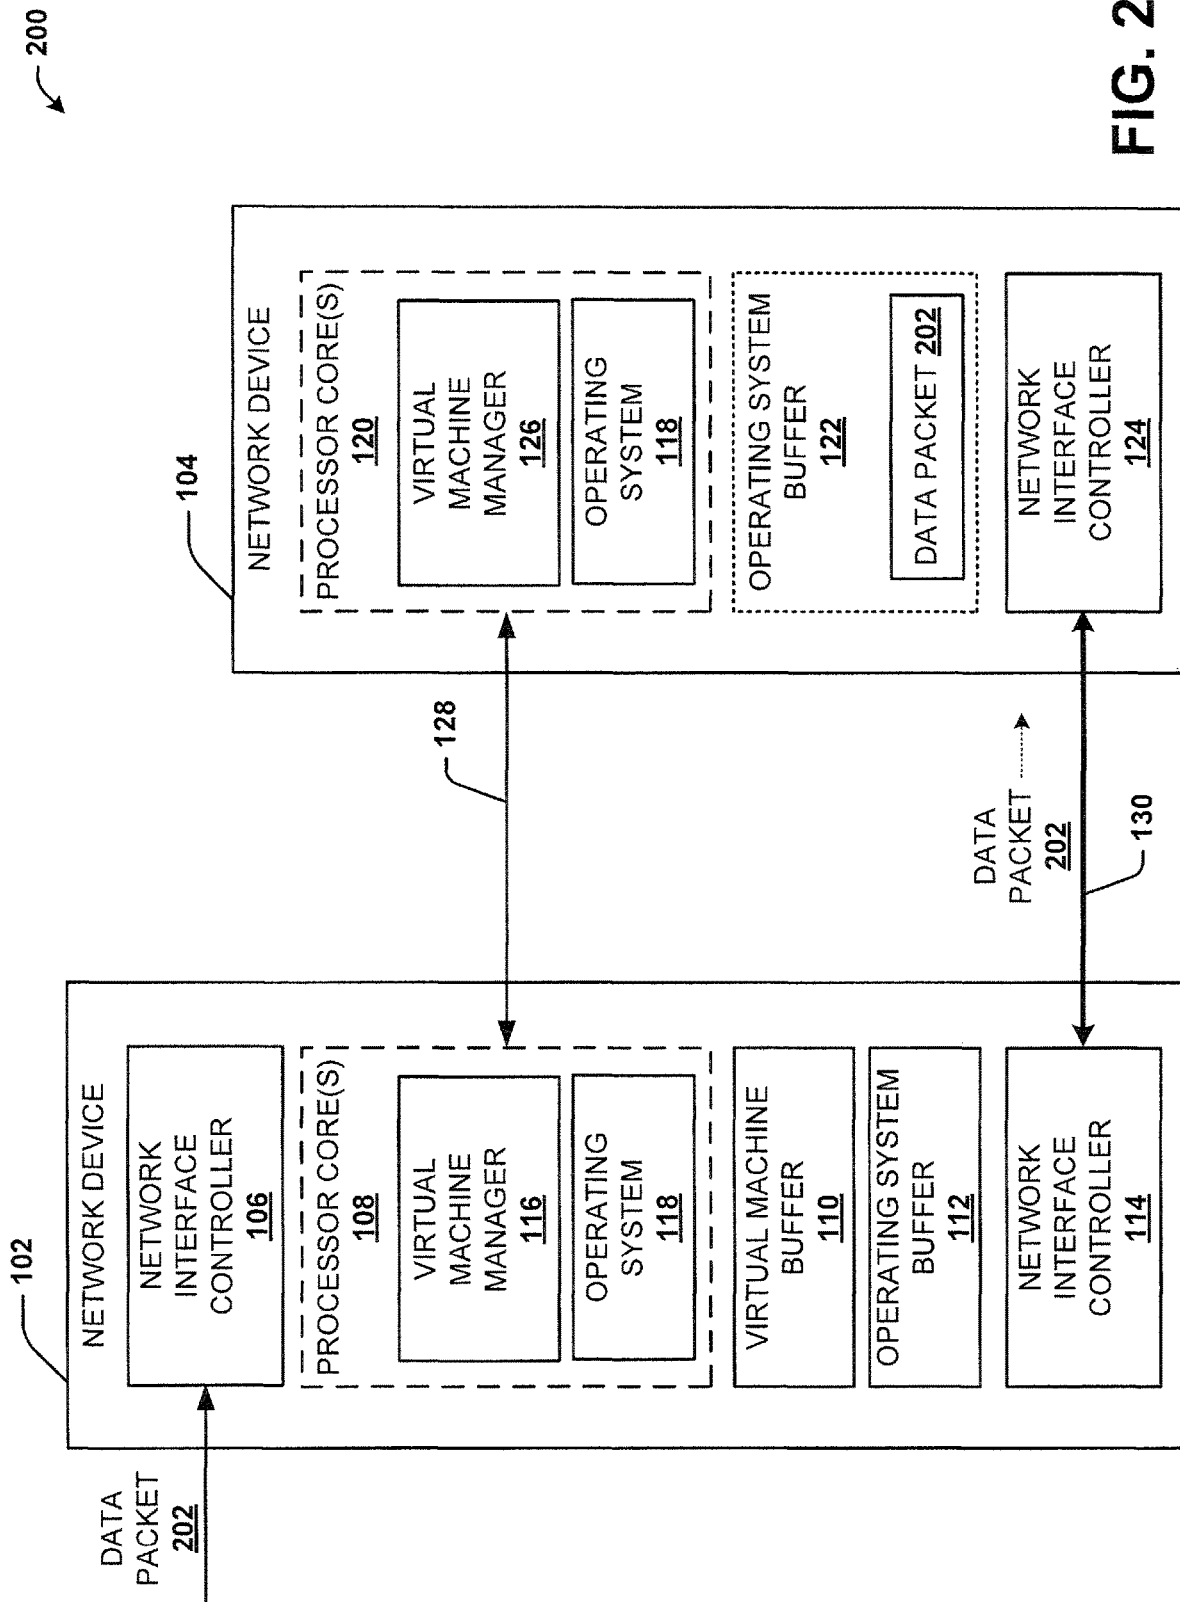 200
102
NETWORK DEVICE
DATA
PACKET
202
NETWORK
INTERFACE
CONTROLLER
106
PROCESSOR CORE(S)
108
VIRTUAL
MACHINE
MANAGER
116
OPERATING
SYSTEM
118
VIRTUAL MACHINE
BUFFER
110
OPERATING SYSTEM
BUFFER
112
NETWORK
INTERFACE
CONTROLLER
114
128
DATA
PACKET
202
130
104
NETWORK DEVICE
PROCESSOR CORE(S)
120
VIRTUAL
MACHINE
MANAGER
126
OPERATING
SYSTEM
118
OPERATING SYSTEM
BUFFER
122
DATA PACKET 202
NETWORK
INTERFACE
CONTROLLER
124
FIG. 2